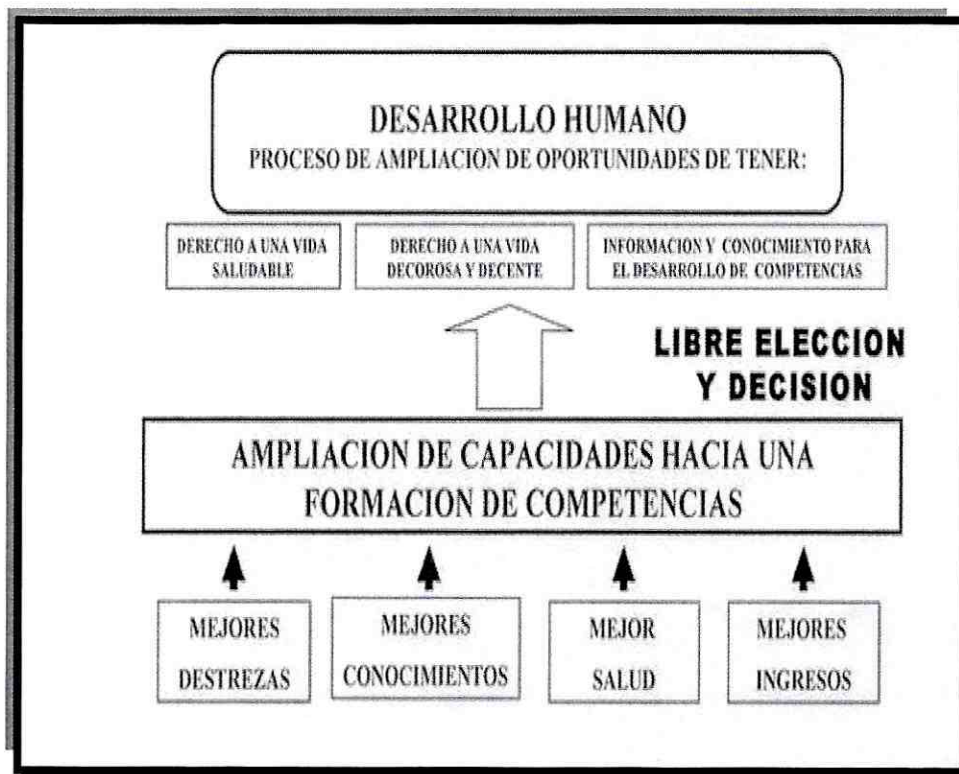 DESARROLLO HUMANO
PROCESO DE AMPLIACION DE OPORTUNIDADES DE TENER:
DERECHO A UNA VIDA
SALUDABLE
DERECHO A UNA VIDA
DECOROSA Y DECENTE
INFORMACION Y CONOCIMIENTO PARA
EL DESARROLLO DE COMPETENCIAS
LIBRE ELECCION
Y DECISION
AMPLIACION DE CAPACIDADES HACIA UNA
FORMACION DE COMPETENCIAS
MEJORES
DESTREZAS
MEJORES
CONOCIMIENTOS
MEJOR
SALUD
MEJORES
INGRESOS